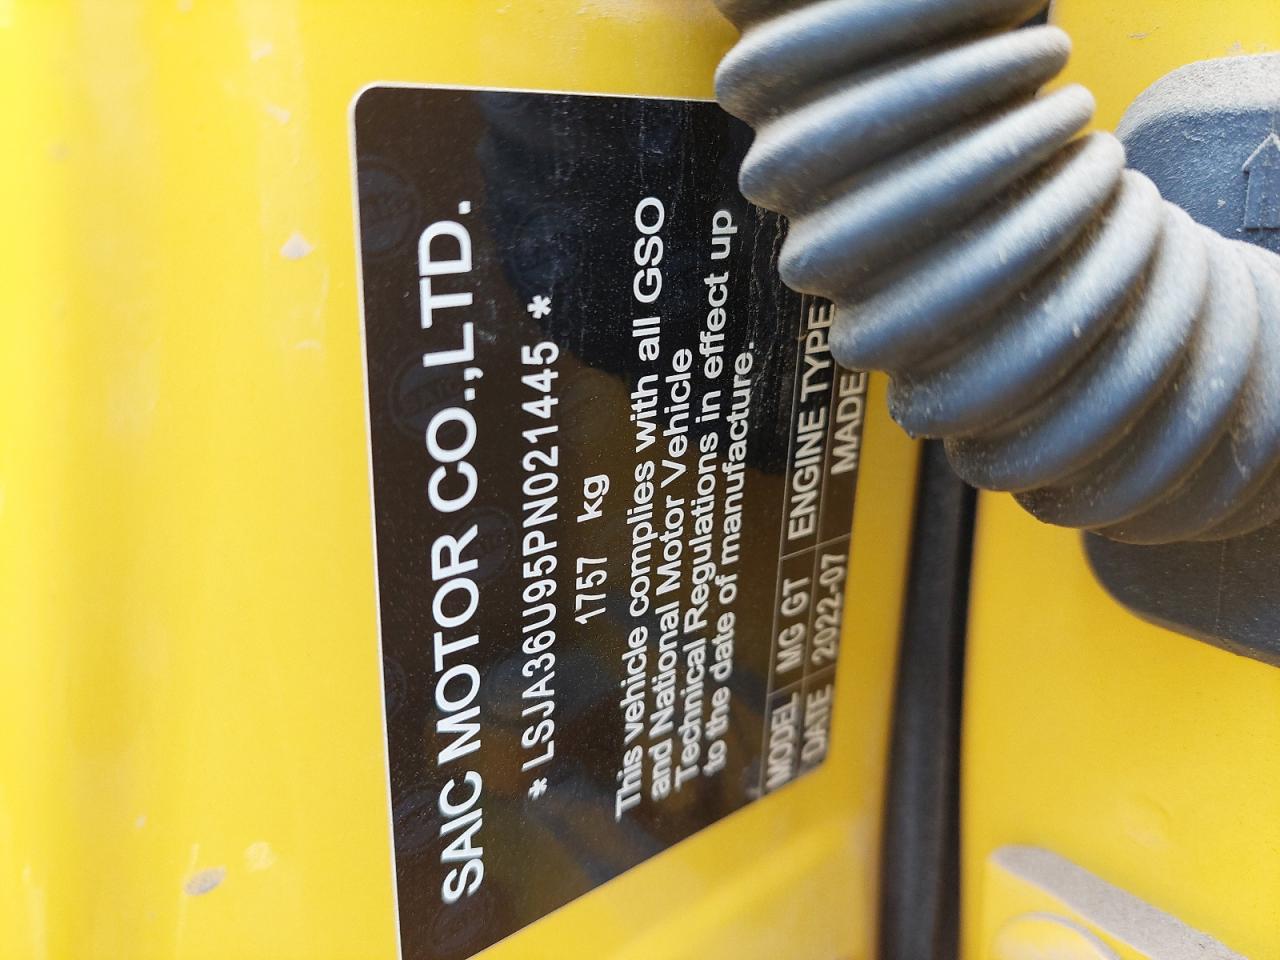 SAIC MOTOR CO.,LTD.
*LSJA36U95PN021445*
1757 kg
This vehicle complies with all GSO
and National Motor Vehicle
Technical Regulations in effect up
to the date of manufacture.
MODEL MG GT ENGINE TYPE
DATE 2022-07 MADE